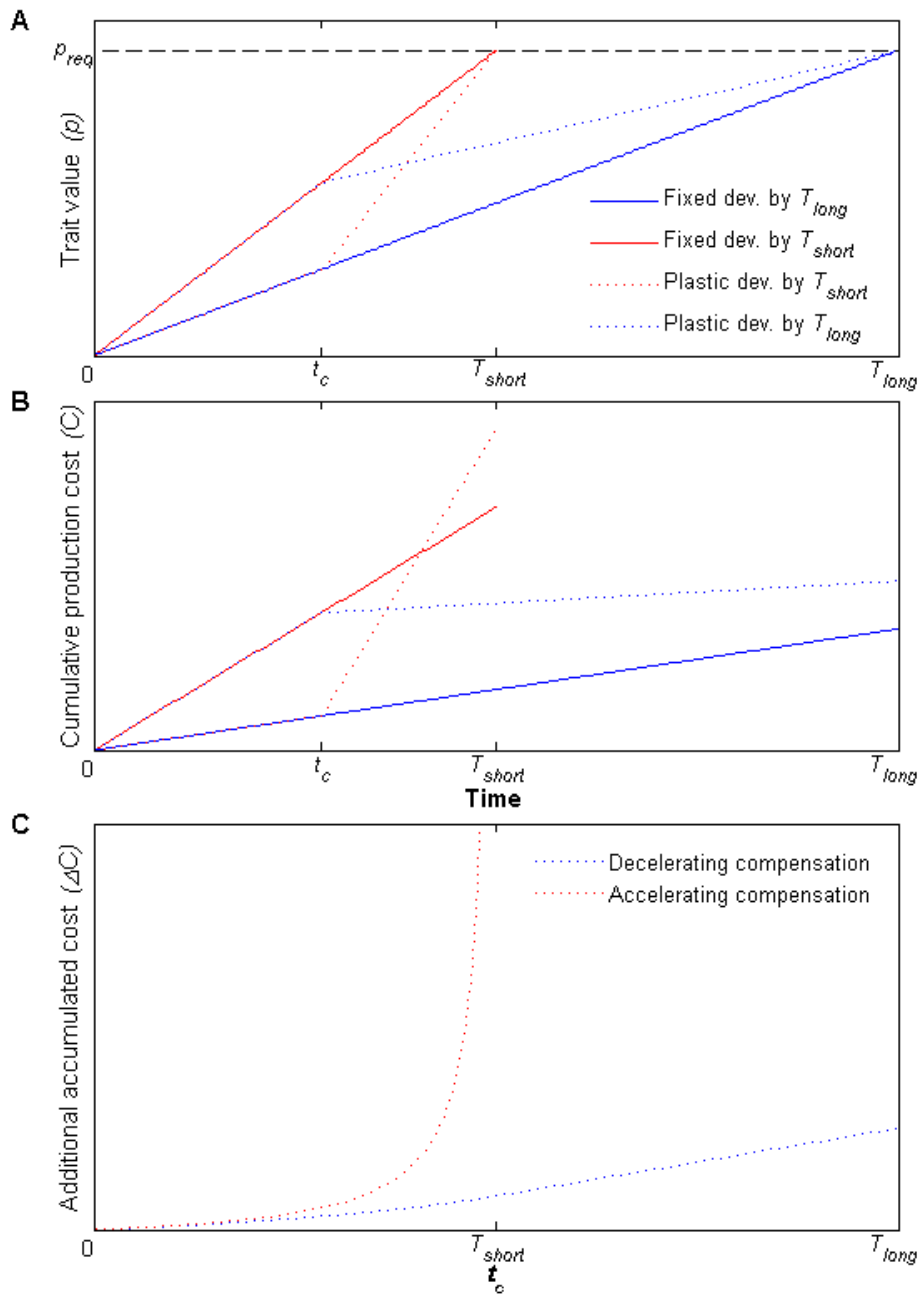 A
p_req
Trait value (p)
Fixed dev. by T_long
Fixed dev. by T_short
Plastic dev. by T_short
Plastic dev. by T_long
0
t_c
T_short
T_long
B
Cumulative production cost (C)
0
t_c
T_short
T_long
Time
C
Additional accumulated cost (ΔC)
Decelerating compensation
Accelerating compensation
0
T_short
T_long
t_c